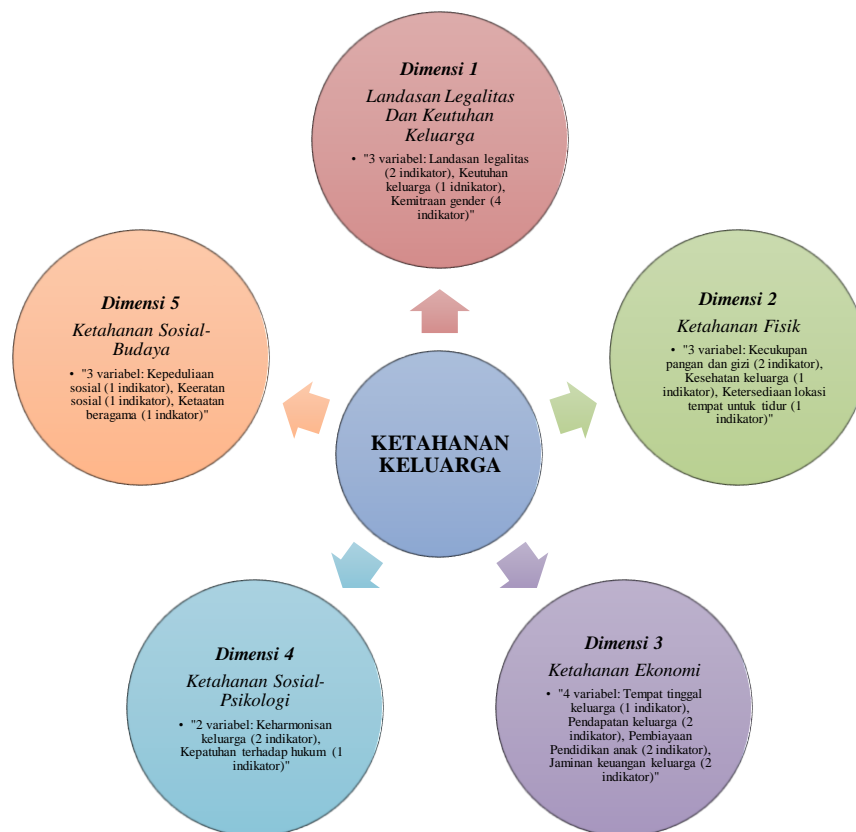 Dimensi 1
Landasan Legalitas
Dan Keutuhan
Keluarga
• "3 variabel: Landasan legalitas
(2 indikator), Keutuhan
keluarga (1 idnikator),
Kemitraan gender (4
indikator)"
Dimensi 2
Ketahanan Fisik
• "3 variabel: Kecukupan
pangan dan gizi (2 indikator),
Kesehatan keluarga (1
indikator), Ketersediaan lokasi
tempat untuk tidur (1
indikator)"
Dimensi 3
Ketahanan Ekonomi
• "4 variabel: Tempat tinggal
keluarga (1 indikator),
Pendapatan keluarga (2
indikator), Pembiayaan
Pendidikan anak (2 indikator),
Jaminan keuangan keluarga (2
indikator)"
Dimensi 4
Ketahanan Sosial-
Psikologi
• "2 variabel: Keharmonisan
keluarga (2 indikator),
Kepatuhan terhadap hukum (1
indikator)"
Dimensi 5
Ketahanan Sosial-
Budaya
• "3 variabel: Kepeduliaan
sosial (1 indikator), Keeratan
sosial (1 indikator), Ketaatan
beragama (1 indkator)"
KETAHANAN
KELUARGA